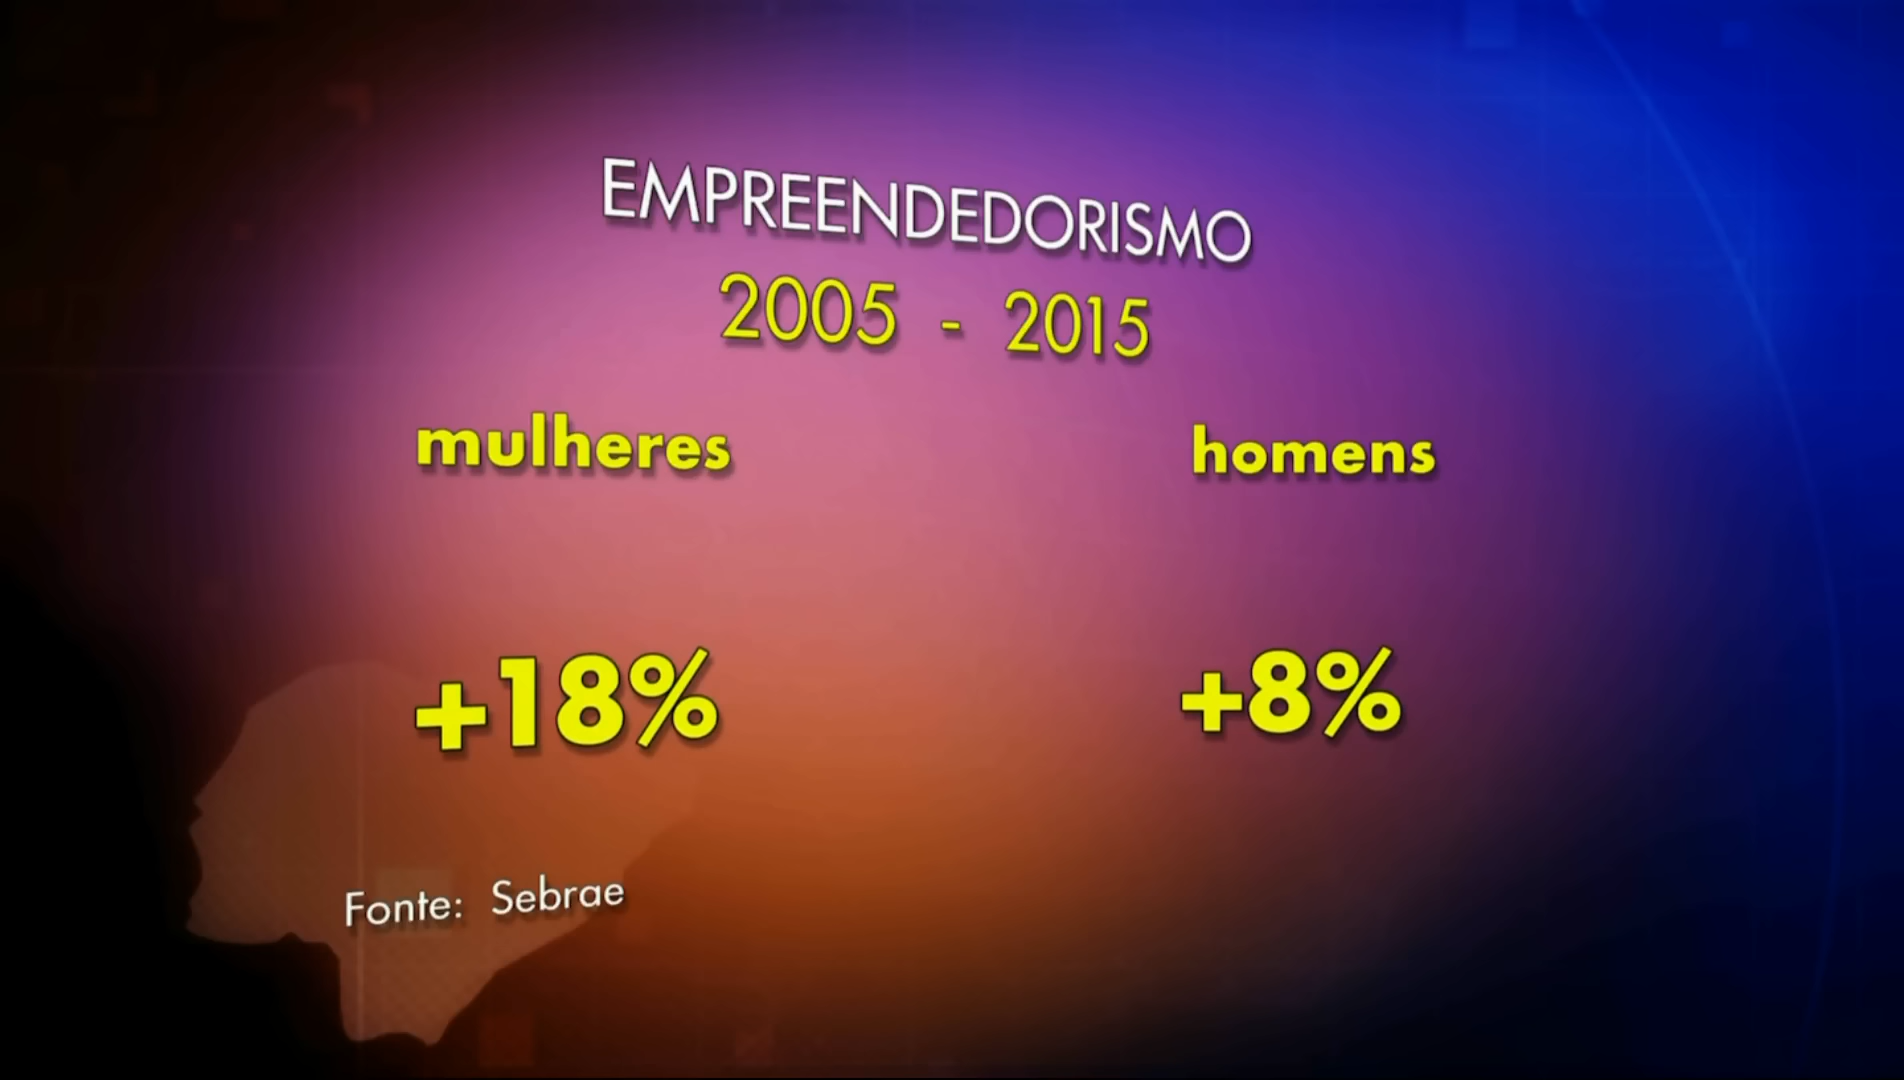 EMPREENDEDORISMO
2005 - 2015
mulheres homens
+18% +8%
Fonte: Sebrae